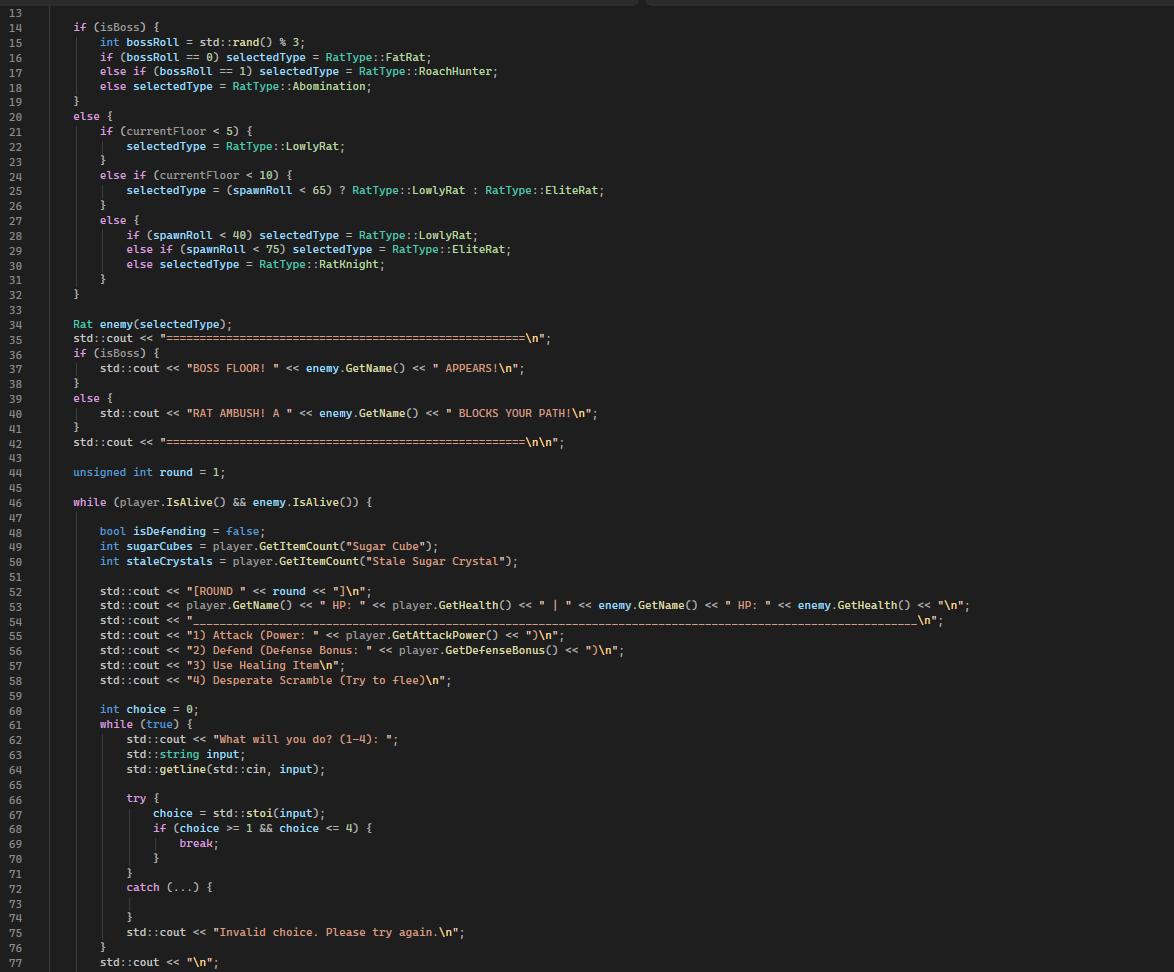 13
14 if (isBoss) {
15 int bossRoll = std::rand() % 3;
16 if (bossRoll == 0) selectedType = RatType::FatRat;
17 else if (bossRoll == 1) selectedType = RatType::RoachHunter;
18 else selectedType = RatType::Abomination;
19 }
20 else {
21 if (currentFloor < 5) {
22 selectedType = RatType::LowlyRat;
23 }
24 else if (currentFloor < 10) {
25 selectedType = (spawnRoll < 65) ? RatType::LowlyRat : RatType::EliteRat;
26 }
27 else {
28 if (spawnRoll < 40) selectedType = RatType::LowlyRat;
29 else if (spawnRoll < 75) selectedType = RatType::EliteRat;
30 else selectedType = RatType::RatKnight;
31 }
32 }
33
34 Rat enemy(selectedType);
35 std::cout << "======================================================\n";
36 if (isBoss) {
37 std::cout << "BOSS FLOOR! " << enemy.GetName() << " APPEARS!\n";
38 }
39 else {
40 std::cout << "RAT AMBUSH! A " << enemy.GetName() << " BLOCKS YOUR PATH!\n";
41 }
42 std::cout << "======================================================\n\n";
43
44 unsigned int round = 1;
45
46 while (player.IsAlive() && enemy.IsAlive()) {
47
48 bool isDefending = false;
49 int sugarCubes = player.GetItemCount("Sugar Cube");
50 int staleCrystals = player.GetItemCount("Stale Sugar Crystal");
51
52 std::cout << "[ROUND " << round << "]\n";
53 std::cout << player.GetName() << " HP: " << player.GetHealth() << " | " << enemy.GetName() << " HP: " << enemy.GetHealth() << "\n";
54 std::cout << "_____________________________________________________________________________________________________________\n";
55 std::cout << "1) Attack (Power: " << player.GetAttackPower() << ")\n";
56 std::cout << "2) Defend (Defense Bonus: " << player.GetDefenseBonus() << ")\n";
57 std::cout << "3) Use Healing Item\n";
58 std::cout << "4) Desperate Scramble (Try to flee)\n";
59
60 int choice = 0;
61 while (true) {
62 std::cout << "What will you do? (1-4): ";
63 std::string input;
64 std::getline(std::cin, input);
65
66 try {
67 choice = std::stoi(input);
68 if (choice >= 1 && choice <= 4) {
69 break;
70 }
71 }
72 catch (...) {
73
74 }
75 std::cout << "Invalid choice. Please try again.\n";
76 }
77 std::cout << "\n";